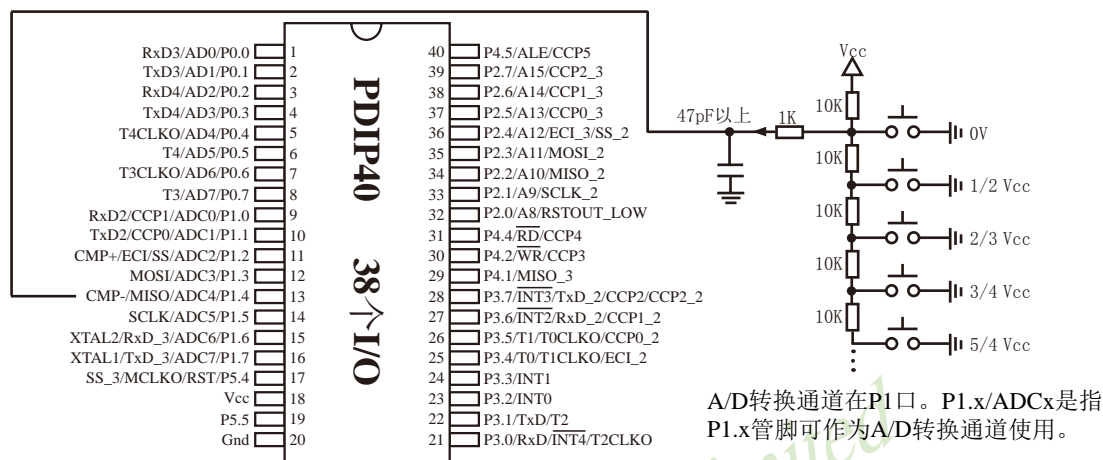 RxD3/AD0/P0.0 1
TxD3/AD1/P0.1 2
RxD4/AD2/P0.2 3
TxD4/AD3/P0.3 4
T4CLKO/AD4/P0.4 5
T4/AD5/P0.5 6
T3CLKO/AD6/P0.6 7
T3/AD7/P0.7 8
RxD2/CCP1/ADC0/P1.0 9
TxD2/CCP0/ADC1/P1.1 10
CMP+/ECI/SS/ADC2/P1.2 11
MOSI/ADC3/P1.3 12
CMP-/MISO/ADC4/P1.4 13
SCLK/ADC5/P1.5 14
XTAL2/RxD_3/ADC6/P1.6 15
XTAL1/TxD_3/ADC7/P1.7 16
SS_3/MCLKO/RST/P5.4 17
Vcc 18
P5.5 19
Gnd 20
PDIP40 38个I/O
40 P4.5/ALE/CCP5
39 P2.7/A15/CCP2_3
38 P2.6/A14/CCP1_3
37 P2.5/A13/CCP0_3
36 P2.4/A12/ECI_3/SS_2
35 P2.3/A11/MOSI_2
34 P2.2/A10/MISO_2
33 P2.1/A9/SCLK_2
32 P2.0/A8/RSTOUT_LOW
31 P4.4/RD/CCP4
30 P4.2/WR/CCP3
29 P4.1/MISO_3
28 P3.7/INT3/TxD_2/CCP2/CCP2_2
27 P3.6/INT2/RxD_2/CCP1_2
26 P3.5/T1/T0CLKO/CCP0_2
25 P3.4/T0/T1CLKO/ECI_2
24 P3.3/INT1
23 P3.2/INT0
22 P3.1/TxD/T2
21 P3.0/RxD/INT4/T2CLKO
Vcc
10K
47pF以上 1K
0V
10K
1/2 Vcc
10K
2/3 Vcc
10K
3/4 Vcc
10K
5/4 Vcc
A/D转换通道在P1口。P1.x/ADCx是指
P1.x管脚可作为A/D转换通道使用。